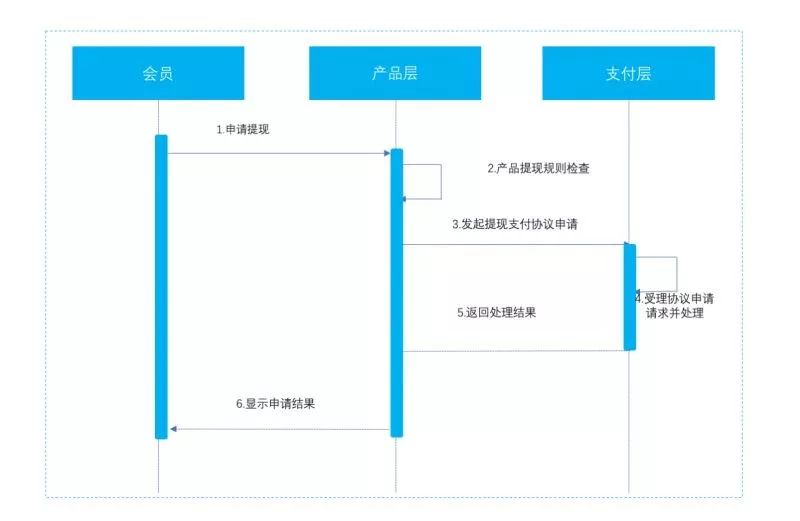 会员
产品层
支付层
1.申请提现
2.产品提现规则检查
3.发起提现支付协议申请
4.受理协议申请
请求并处理
5.返回处理结果
6.显示申请结果